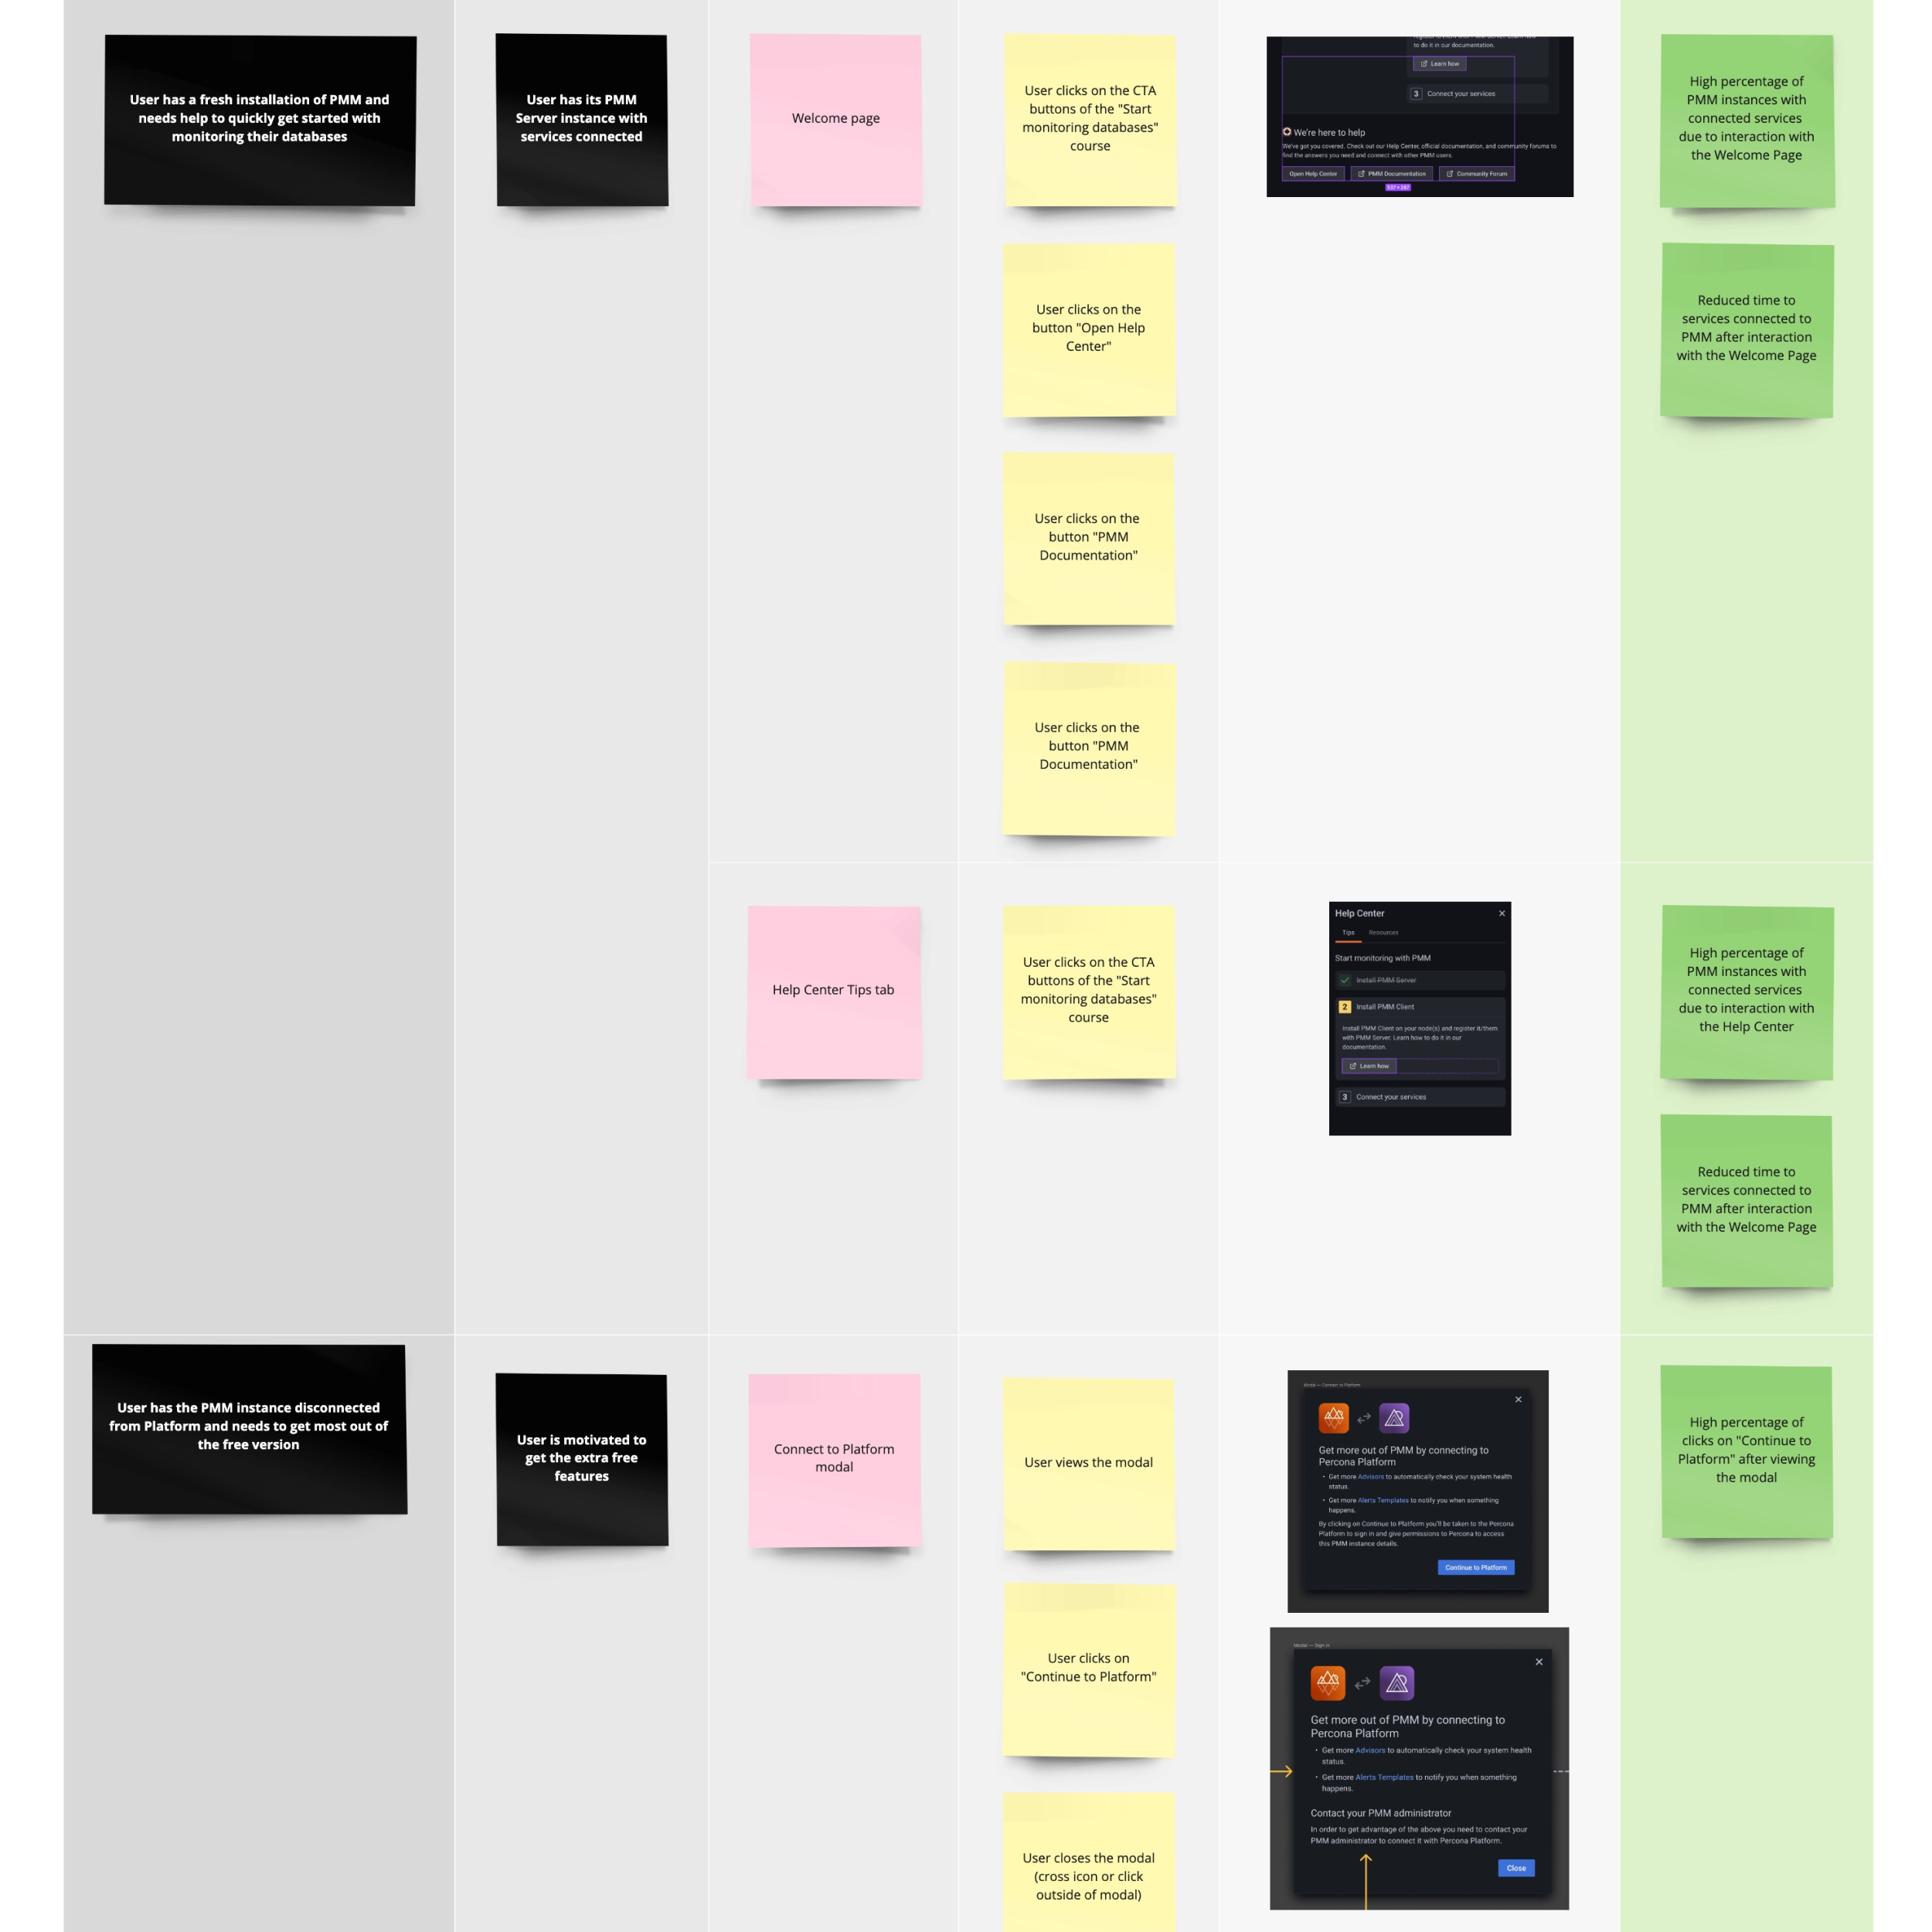 User has a fresh installation of PMM and
needs help to quickly get started with
monitoring their databases
User has its PMM
Server instance with
services connected
Welcome page
User clicks on the CTA
buttons of the "Start
monitoring databases"
course
to do it in our documentation.
Learn how
3 Connect your services
We're here to help
We've got you covered. Check out our Help Center, official documentation, and community forums to
find the answers you need and connect with other PMM users.
Open Help Center
PMM Documentation
Community Forum
High percentage of
PMM instances with
connected services
due to interaction with
the Welcome Page
User clicks on the
button "Open Help
Center"
Reduced time to
services connected to
PMM after interaction
with the Welcome Page
User clicks on the
button "PMM
Documentation"
User clicks on the
button "PMM
Documentation"
Help Center Tips tab
User clicks on the CTA
buttons of the "Start
monitoring databases"
course
Help Center
Tips Resources
Start monitoring with PMM
Install PMM Server
2 Install PMM Client
Install PMM Client on your node(s) and register it/them
with PMM Server. Learn how to do it in our
documentation.
Learn how
3 Connect your services
High percentage of
PMM instances with
connected services
due to interaction with
the Help Center
Reduced time to
services connected to
PMM after interaction
with the Welcome Page
User has the PMM instance disconnected
from Platform and needs to get most out of
the free version
User is motivated to
get the extra free
features
Connect to Platform
modal
User views the modal
Modal — Connect to Platform
Get more out of PMM by connecting to
Percona Platform
• Get more Advisors to automatically check your system health
status.
• Get more Alerts Templates to notify you when something
happens.
By clicking on Continue to Platform you'll be taken to the Percona
Platform to sign in and give permissions to Percona to access
this PMM instance details.
Continue to Platform
High percentage of
clicks on "Continue to
Platform" after viewing
the modal
User clicks on
"Continue to Platform"
Modal — Sign in
Get more out of PMM by connecting to
Percona Platform
• Get more Advisors to automatically check your system health
status.
• Get more Alerts Templates to notify you when something
happens.
Contact your PMM administrator
In order to get advantage of the above you need to contact your
PMM administrator to connect it with Percona Platform.
Close
User closes the modal
(cross icon or click
outside of modal)